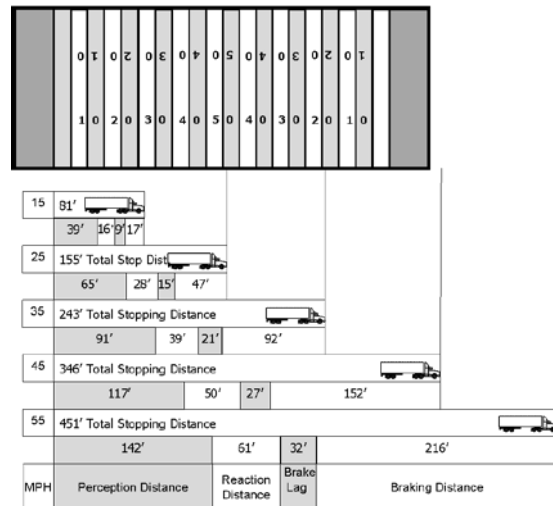 0 1 0 2 0 3 0 4 0 5 0 4 0 3 0 2 0 1
1 0 2 0 3 0 4 0 5 0 4 0 3 0 2 0 1 0
15 81'
39' 16' 9' 17'
25 155' Total Stop Dist
65' 28' 15' 47'
35 243' Total Stopping Distance
91' 39' 21' 92'
45 346' Total Stopping Distance
117' 50' 27' 152'
55 451' Total Stopping Distance
142' 61' 32' 216'
MPH Perception Distance Reaction Distance Brake Lag Braking Distance